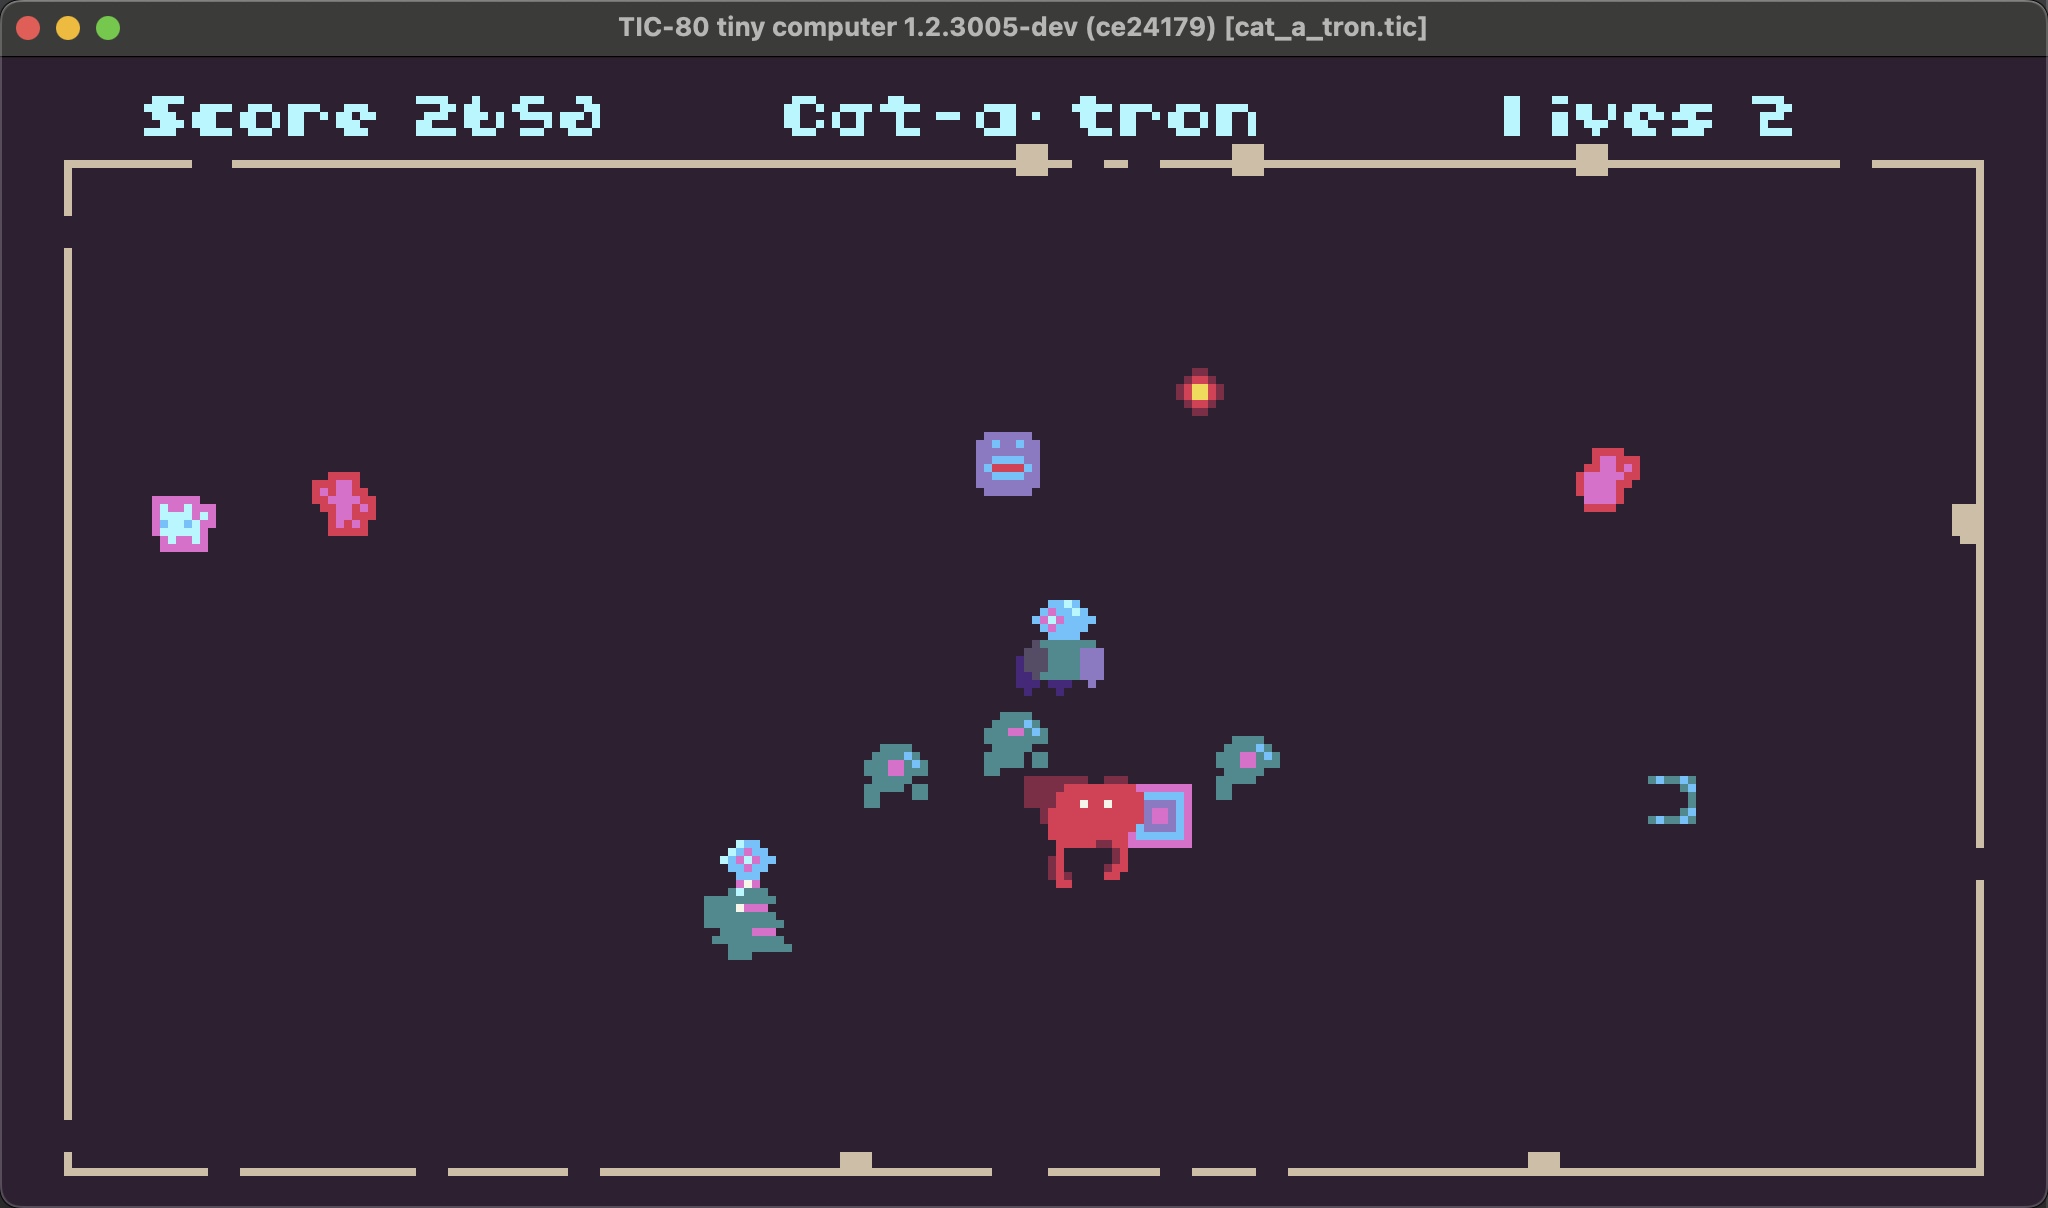 TIC-80 tiny computer 1.2.3005-dev (ce24179) [cat_a_tron.tic]
Score 2650 Cat-a-tron lives 2